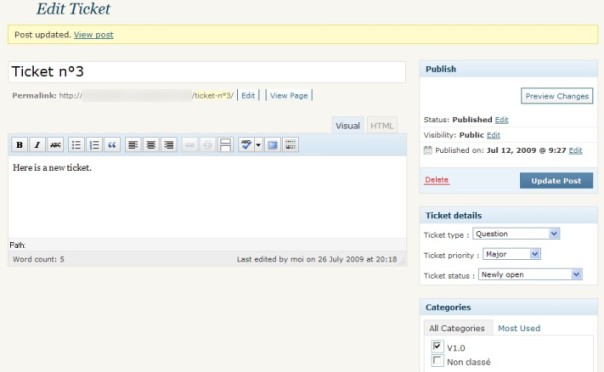 Edit Ticket
Post updated. View post
Ticket n°3
Permalink: http:// /ticket-n°3/ Edit View Page
Visual HTML
B I ABC
Here is a new ticket.
Path:
Word count: 5 Last edited by moi on 26 July 2009 at 20:18
Publish
Preview Changes
Status: Published Edit
Visibility: Public Edit
Published on: Jul 12, 2009 @ 9:27 Edit
Delete Update Post
Ticket details
Ticket type : Question
Ticket priority : Major
Ticket status : Newly open
Categories
All Categories Most Used
V1.0
Non classé